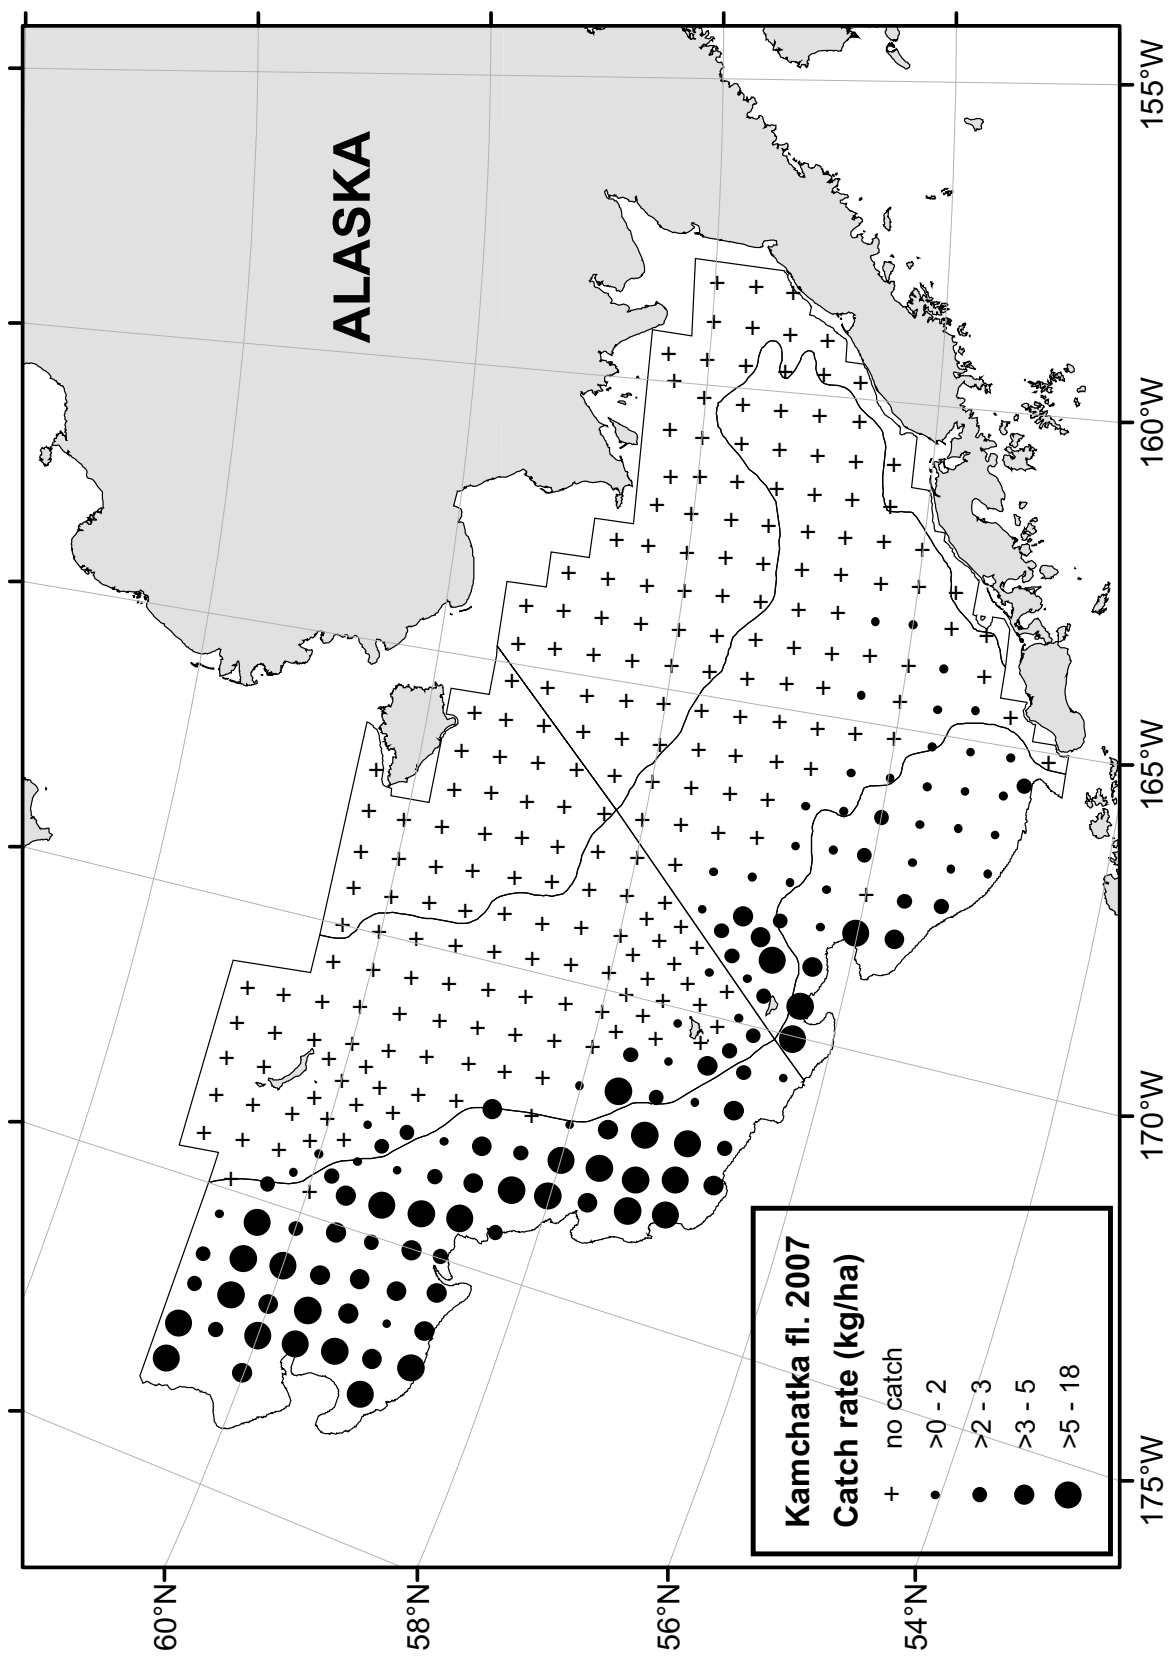 ALASKA
Kamchatka fl. 2007
Catch rate (kg/ha)
+ no catch
>0 - 2
>2 - 3
>3 - 5
>5 - 18
60°N
58°N
56°N
54°N
175°W
170°W
165°W
160°W
155°W